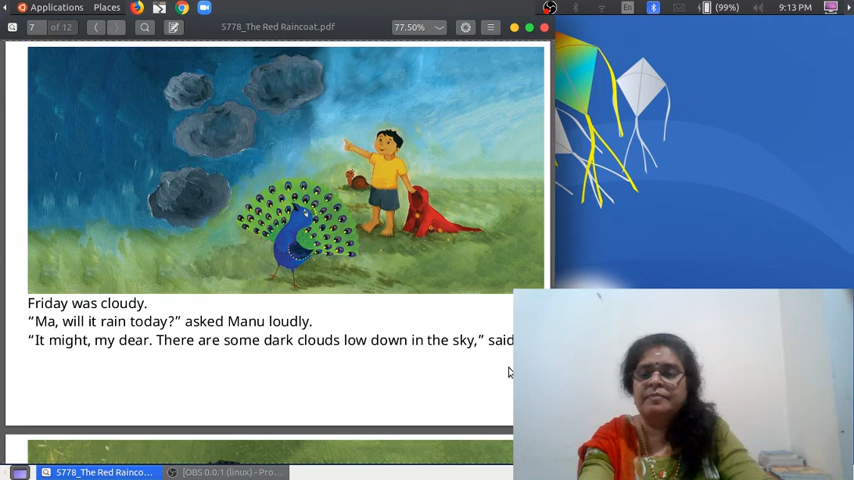 Applications Places En (99%) 9:13 PM
7 of 12 5778_The Red Raincoat.pdf 77.50%
Friday was cloudy.
“Ma, will it rain today?” asked Manu loudly.
“It might, my dear. There are some dark clouds low down in the sky,” said
5778_The Red Rainco... [OBS 0.0.1 (linux) - Pro...